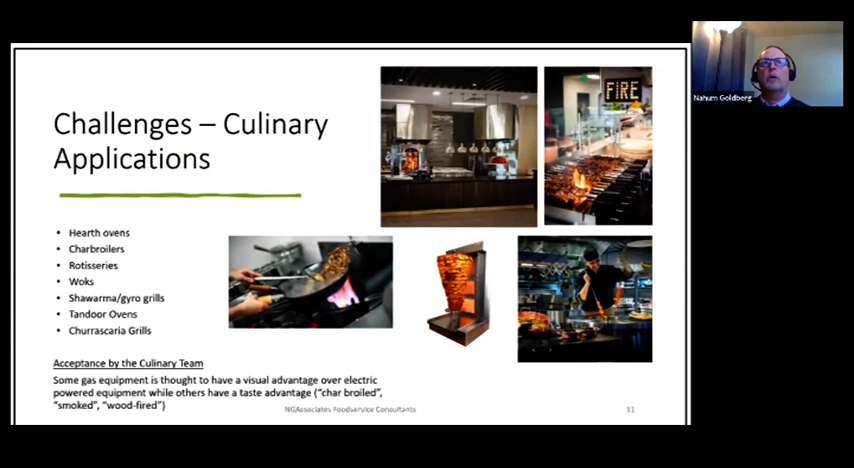 Challenges – Culinary
Applications
• Hearth ovens
• Charbroilers
• Rotisseries
• Woks
• Shawarma/gyro grills
• Tandoor Ovens
• Churrascaria Grills
Acceptance by the Culinary Team
Some gas equipment is thought to have a visual advantage over electric
powered equipment while others have a taste advantage (“char broiled”,
“smoked”, “wood-fired”)
NGAssociates Foodservice Consultants
11
FIRE
Nahum Goldberg